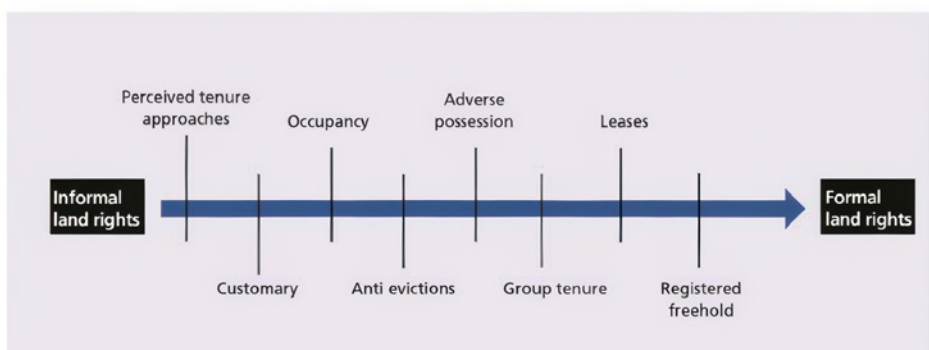 Perceived tenure
approaches
Occupancy
Adverse
possession
Leases
Informal
land rights
Formal
land rights
Customary
Anti evictions
Group tenure
Registered
freehold